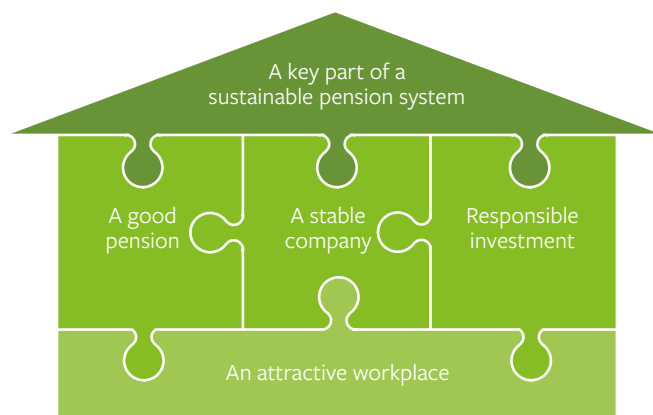 A key part of a
sustainable pension system
A good
pension
A stable
company
Responsible
investment
An attractive workplace